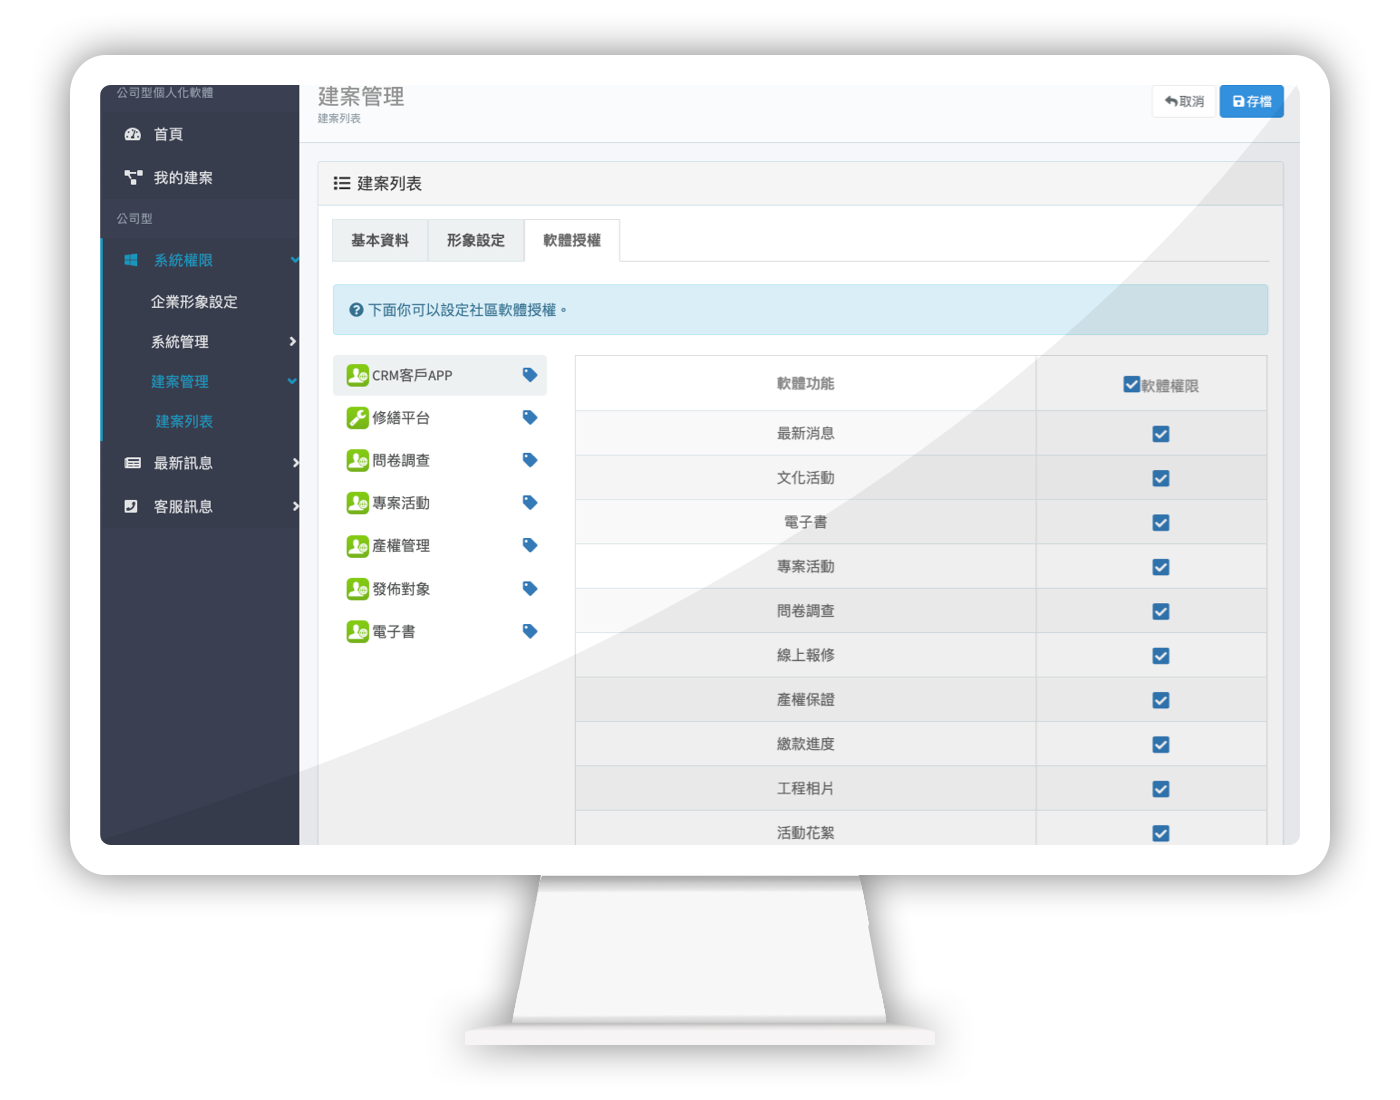 公司型個人化軟體
首頁
我的建案
公司型
系統權限
企業形象設定
系統管理
建案管理
建案列表
最新訊息
客服訊息
建案管理
建案列表
取消
存檔
建案列表
基本資料
形象設定
軟體授權
下面你可以設定社區軟體授權。
CRM客戶APP
修繕平台
問卷調查
專案活動
產權管理
發佈對象
電子書
軟體功能 軟體權限
最新消息
文化活動
電子書
專案活動
問卷調查
線上報修
產權保證
繳款進度
工程相片
活動花絮